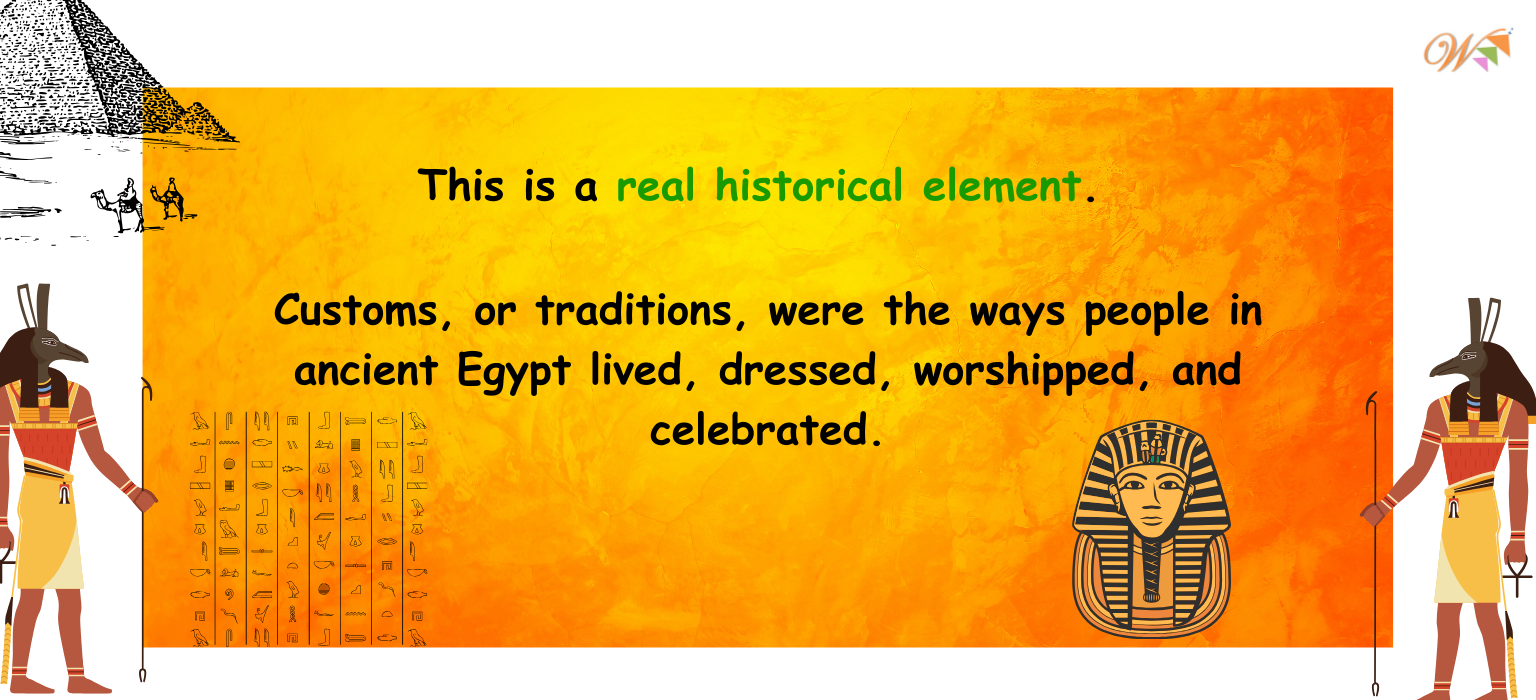 This is a real historical element.
Customs, or traditions, were the ways people in
ancient Egypt lived, dressed, worshipped, and
celebrated.
W